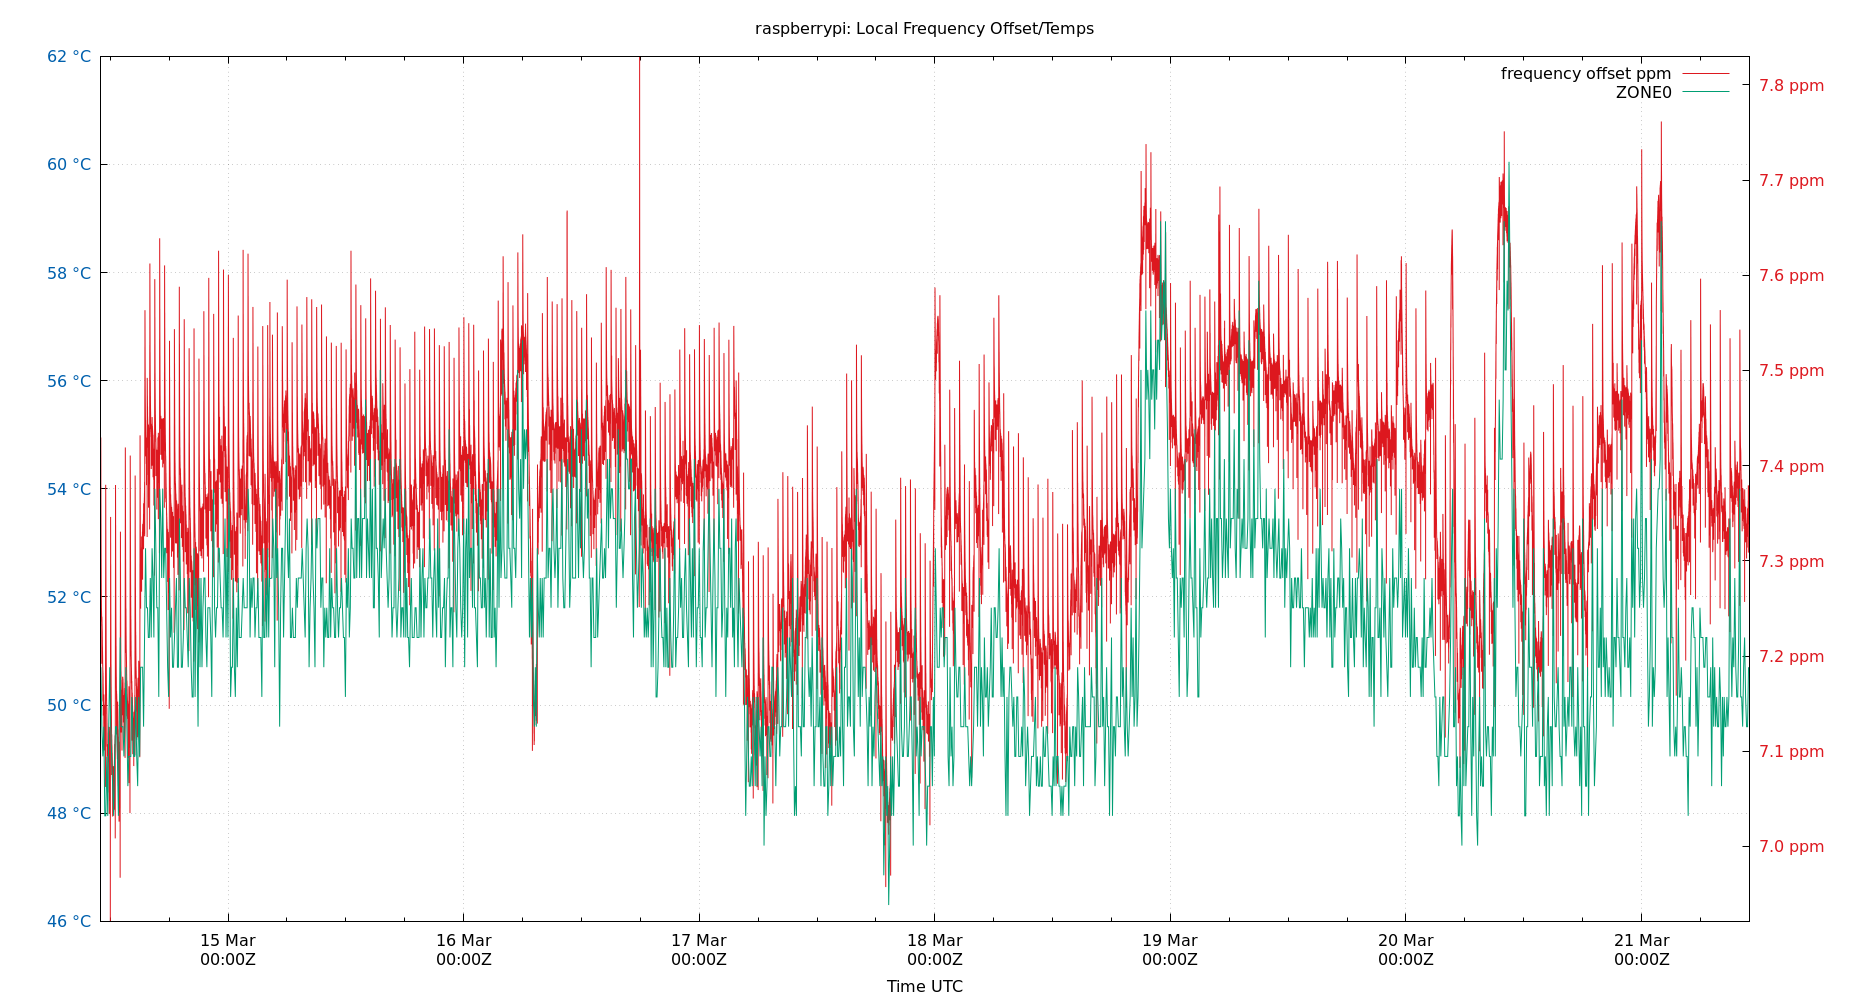 raspberrypi: Local Frequency Offset/Temps
frequency offset ppm
ZONE0
62 °C
60 °C
58 °C
56 °C
54 °C
52 °C
50 °C
48 °C
46 °C
7.8 ppm
7.7 ppm
7.6 ppm
7.5 ppm
7.4 ppm
7.3 ppm
7.2 ppm
7.1 ppm
7.0 ppm
15 Mar
00:00Z
16 Mar
00:00Z
17 Mar
00:00Z
18 Mar
00:00Z
19 Mar
00:00Z
20 Mar
00:00Z
21 Mar
00:00Z
Time UTC